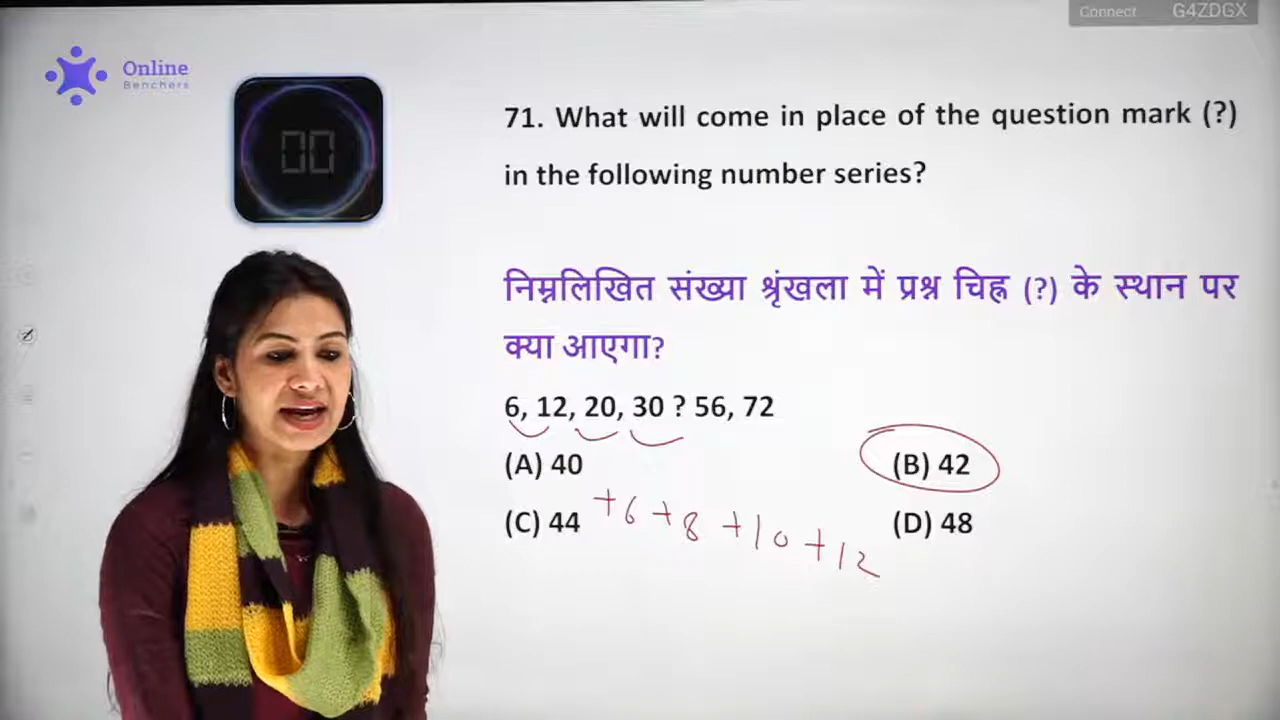 Connect G4ZDGX
Online
Benchers
00
71. What will come in place of the question mark (?)
in the following number series?
निम्नलिखित संख्या श्रृंखला में प्रश्न चिह्न (?) के स्थान पर
क्या आएगा?
6, 12, 20, 30 ? 56, 72
(A) 40 (B) 42
(C) 44 (D) 48
+6 +8 +10 +12